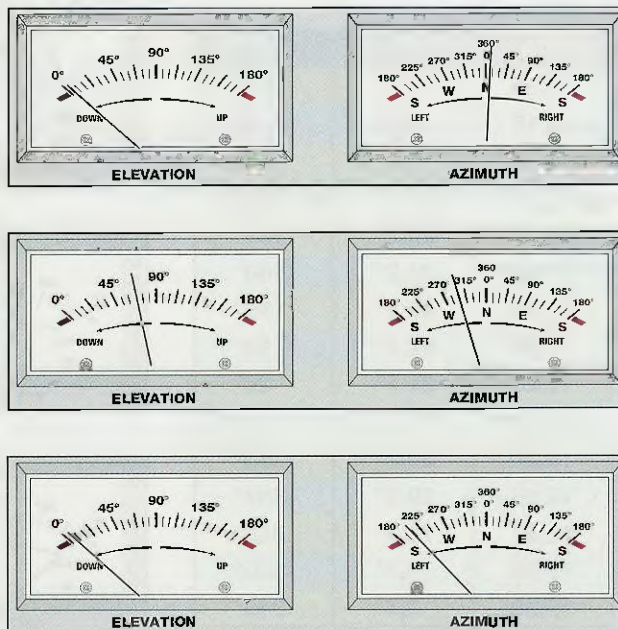 0° 45° 90° 135° 180°
DOWN UP
ELEVATION
360°
180° 225° 270° 315° 0° 45° 90° 135° 180°
S W N E S
LEFT RIGHT
AZIMUTH
0° 45° 90° 135° 180°
DOWN UP
ELEVATION
360
180° 225° 270 315° 0° 45° 90° 135° 180°
S W N E S
LEFT RIGHT
AZIMUTH
0° 45° 90° 135° 180°
DOWN UP
ELEVATION
360°
180° 225° 270° 315° 0° 45° 90° 135° 180°
S W N E S
LEFT RIGHT
AZIMUTH